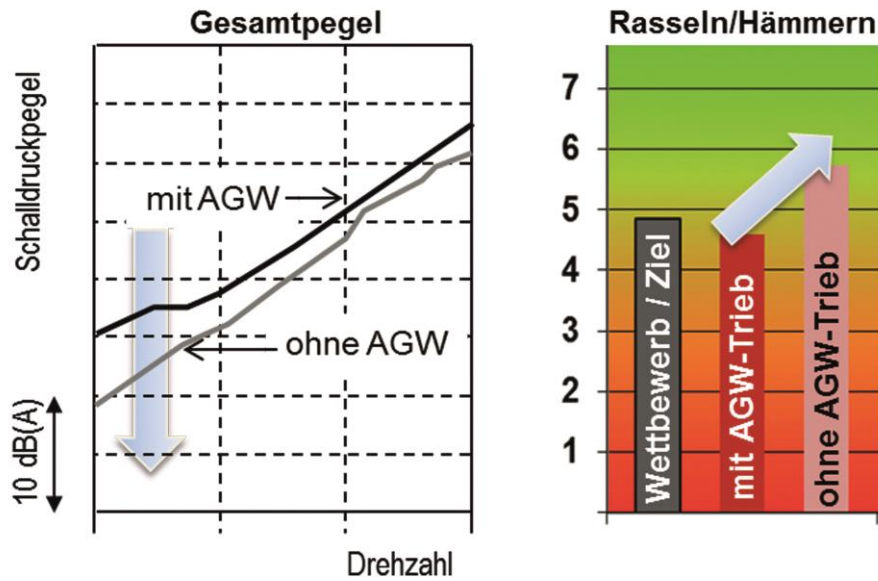 Gesamtpegel
Schalldruckpegel
10 dB(A)
mit AGW
ohne AGW
Drehzahl
Rasseln/Hämmern
7
6
5
4
3
2
1
Wettbewerb / Ziel
mit AGW-Trieb
ohne AGW-Trieb